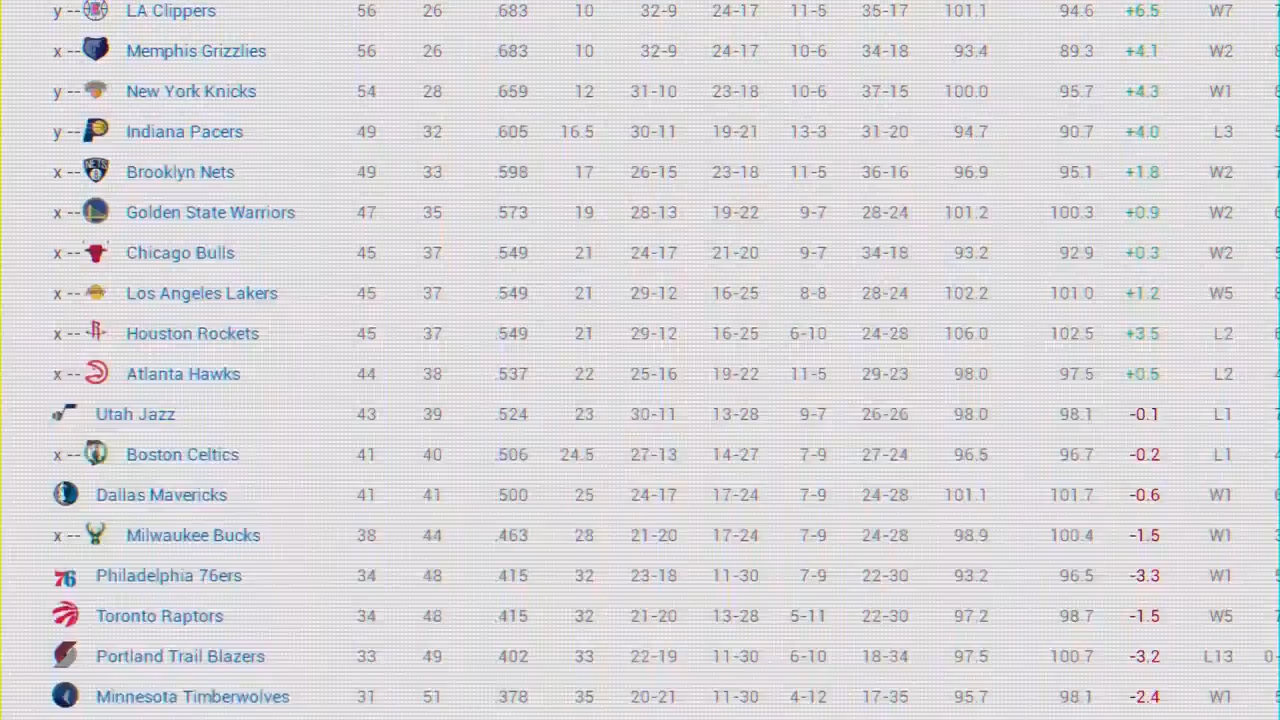 y -- LA Clippers 56 26 .683 10 32-9 24-17 11-5 35-17 101.1 94.6 +6.5 W7
x -- Memphis Grizzlies 56 26 .683 10 32-9 24-17 10-6 34-18 93.4 89.3 +4.1 W2
y -- New York Knicks 54 28 .659 12 31-10 23-18 10-6 37-15 100.0 95.7 +4.3 W1
y -- Indiana Pacers 49 32 .605 16.5 30-11 19-21 13-3 31-20 94.7 90.7 +4.0 L3
x -- Brooklyn Nets 49 33 .598 17 26-15 23-18 11-5 36-16 96.9 95.1 +1.8 W2
x -- Golden State Warriors 47 35 .573 19 28-13 19-22 9-7 28-24 101.2 100.3 +0.9 W2
x -- Chicago Bulls 45 37 .549 21 24-17 21-20 9-7 34-18 93.2 92.9 +0.3 W2
x -- Los Angeles Lakers 45 37 .549 21 29-12 16-25 8-8 28-24 102.2 101.0 +1.2 W5
x -- Houston Rockets 45 37 .549 21 29-12 16-25 6-10 24-28 106.0 102.5 +3.5 L2
x -- Atlanta Hawks 44 38 .537 22 25-16 19-22 11-5 29-23 98.0 97.5 +0.5 L2
Utah Jazz 43 39 .524 23 30-11 13-28 9-7 26-26 98.0 98.1 -0.1 L1
x -- Boston Celtics 41 40 .506 24.5 27-13 14-27 7-9 27-24 96.5 96.7 -0.2 L1
Dallas Mavericks 41 41 .500 25 24-17 17-24 7-9 24-28 101.1 101.7 -0.6 W1
x -- Milwaukee Bucks 38 44 .463 28 21-20 17-24 7-9 24-28 98.9 100.4 -1.5 W1
76 Philadelphia 76ers 34 48 .415 32 23-18 11-30 7-9 22-30 93.2 96.5 -3.3 W1
Toronto Raptors 34 48 .415 32 21-20 13-28 5-11 22-30 97.2 98.7 -1.5 W5
Portland Trail Blazers 33 49 .402 33 22-19 11-30 6-10 18-34 97.5 100.7 -3.2 L13 0-
Minnesota Timberwolves 31 51 .378 35 20-21 11-30 4-12 17-35 95.7 98.1 -2.4 W1